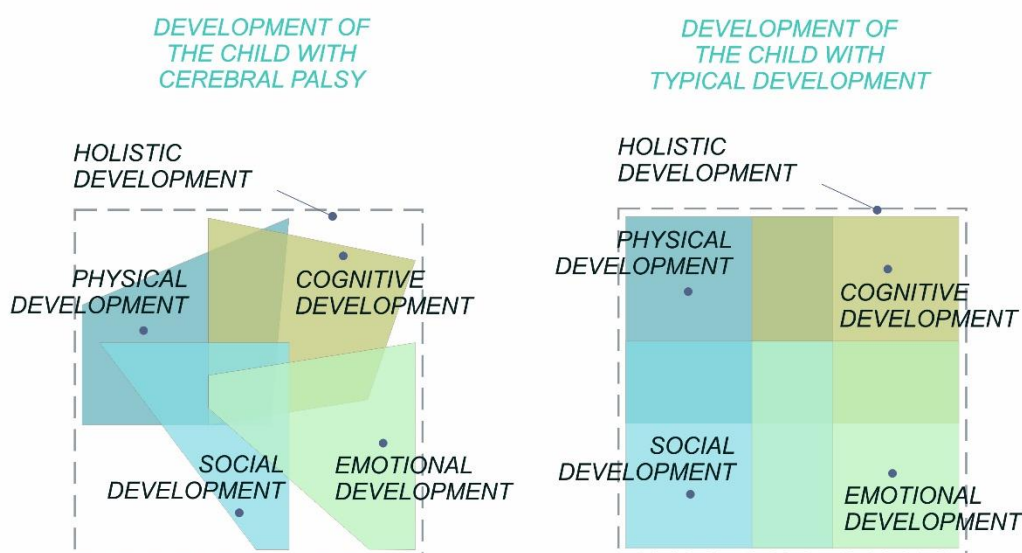 DEVELOPMENT OF
THE CHILD WITH
CEREBRAL PALSY
HOLISTIC
DEVELOPMENT
PHYSICAL
DEVELOPMENT
COGNITIVE
DEVELOPMENT
SOCIAL
DEVELOPMENT
EMOTIONAL
DEVELOPMENT
DEVELOPMENT OF
THE CHILD WITH
TYPICAL DEVELOPMENT
HOLISTIC
DEVELOPMENT
PHYSICAL
DEVELOPMENT
COGNITIVE
DEVELOPMENT
SOCIAL
DEVELOPMENT
EMOTIONAL
DEVELOPMENT